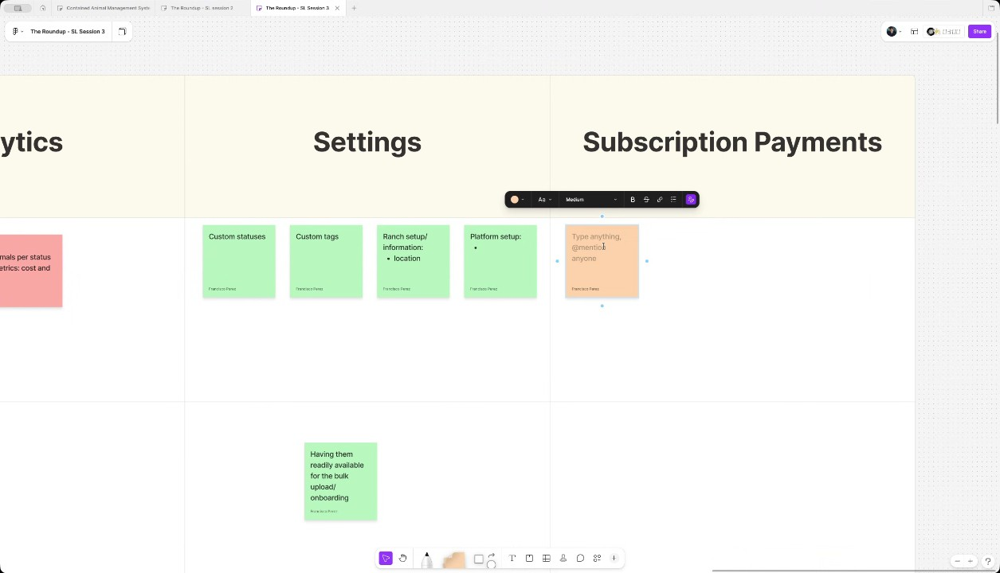 Contained Animal Management Syste
The Roundup - SL session 2
The Roundup - SL Session 3
The Roundup - SL Session 3
Share
ytics
Settings
Subscription Payments
Aa
Medium
B
S
mals per status
etrics: cost and
Custom statuses
Francisco Perez
Custom tags
Francisco Perez
Ranch setup/
information:
• location
Francisco Perez
Platform setup:
•
Francisco Perez
Type anything,
@mention
anyone
Francisco Perez
Having them
readily available
for the bulk
upload/
onboarding
Francisco Perez
T
?